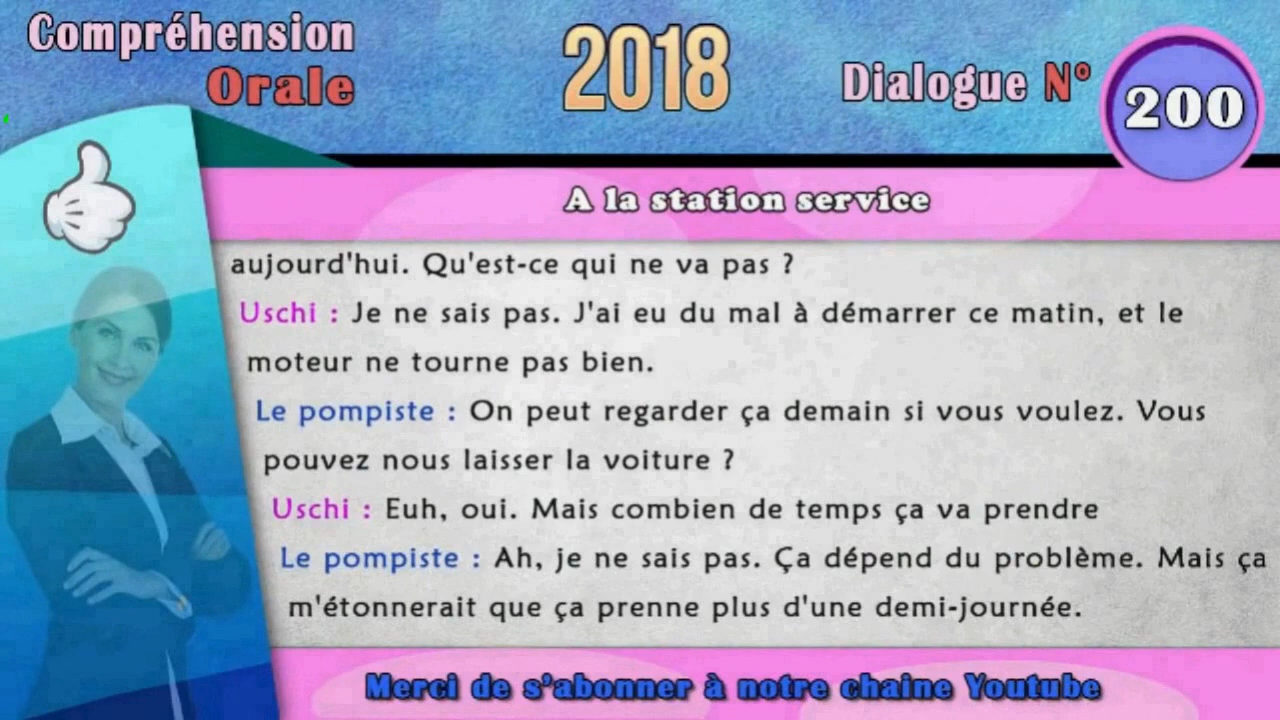 Compréhension
Orale
2018
Dialogue N°
200
A la station service
aujourd'hui. Qu'est-ce qui ne va pas ?
Uschi : Je ne sais pas. J'ai eu du mal à démarrer ce matin, et le
moteur ne tourne pas bien.
Le pompiste : On peut regarder ça demain si vous voulez. Vous
pouvez nous laisser la voiture ?
Uschi : Euh, oui. Mais combien de temps ça va prendre
Le pompiste : Ah, je ne sais pas. Ça dépend du problème. Mais ça
m'étonnerait que ça prenne plus d'une demi-journée.
Merci de s'abonner à notre chaine Youtube